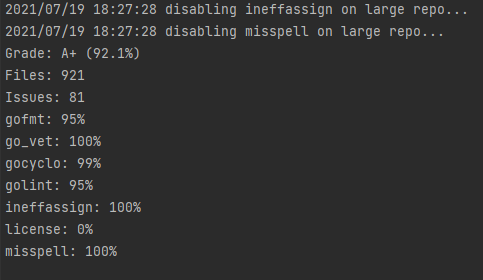 2021/07/19 18:27:28 disabling ineffassign on large repo...
2021/07/19 18:27:28 disabling misspell on large repo...
Grade: A+ (92.1%)
Files: 921
Issues: 81
gofmt: 95%
go_vet: 100%
gocyclo: 99%
golint: 95%
ineffassign: 100%
license: 0%
misspell: 100%